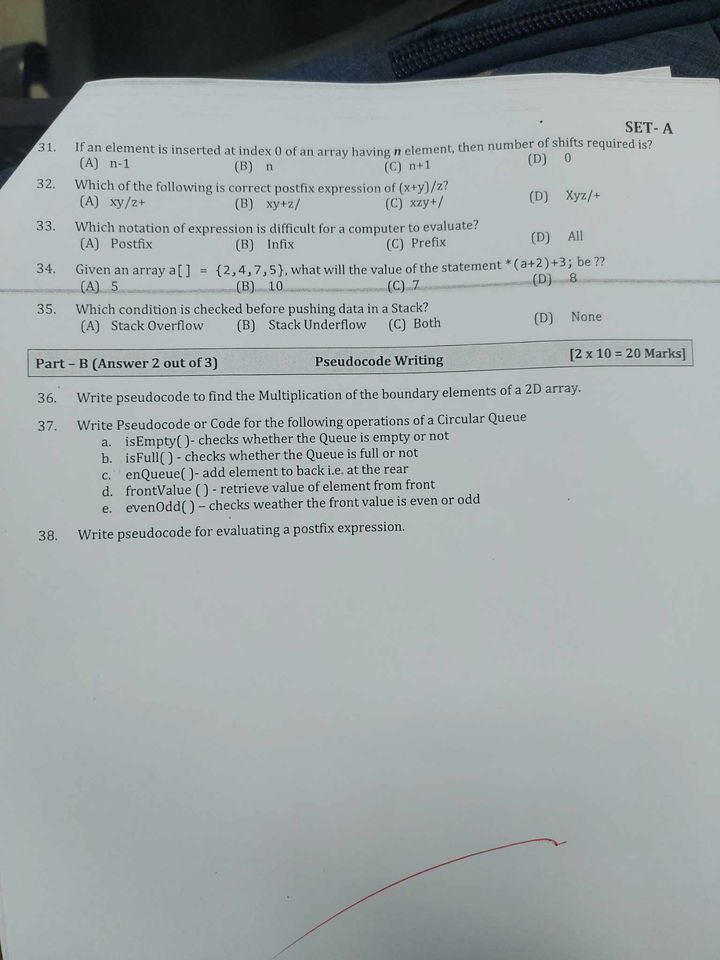 SET- A
31. If an element is inserted at index 0 of an array having n element, then number of shifts required is?
(A) n-1 (B) n (C) n+1 (D) 0
32. Which of the following is correct postfix expression of (x+y)/z?
(A) xy/z+ (B) xy+z/ (C) xzy+/ (D) Xyz/+
33. Which notation of expression is difficult for a computer to evaluate?
(A) Postfix (B) Infix (C) Prefix (D) All
34. Given an array a[] = {2,4,7,5}, what will the value of the statement *(a+2)+3; be ??
(A) 5 (B) 10 (C) 7 (D) 8
35. Which condition is checked before pushing data in a Stack?
(A) Stack Overflow (B) Stack Underflow (C) Both (D) None
Part – B (Answer 2 out of 3) Pseudocode Writing [2 x 10 = 20 Marks]
36. Write pseudocode to find the Multiplication of the boundary elements of a 2D array.
37. Write Pseudocode or Code for the following operations of a Circular Queue
a. isEmpty( )- checks whether the Queue is empty or not
b. isFull( ) - checks whether the Queue is full or not
c. enQueue( )- add element to back i.e. at the rear
d. frontValue ( ) - retrieve value of element from front
e. evenOdd( ) – checks weather the front value is even or odd
38. Write pseudocode for evaluating a postfix expression.